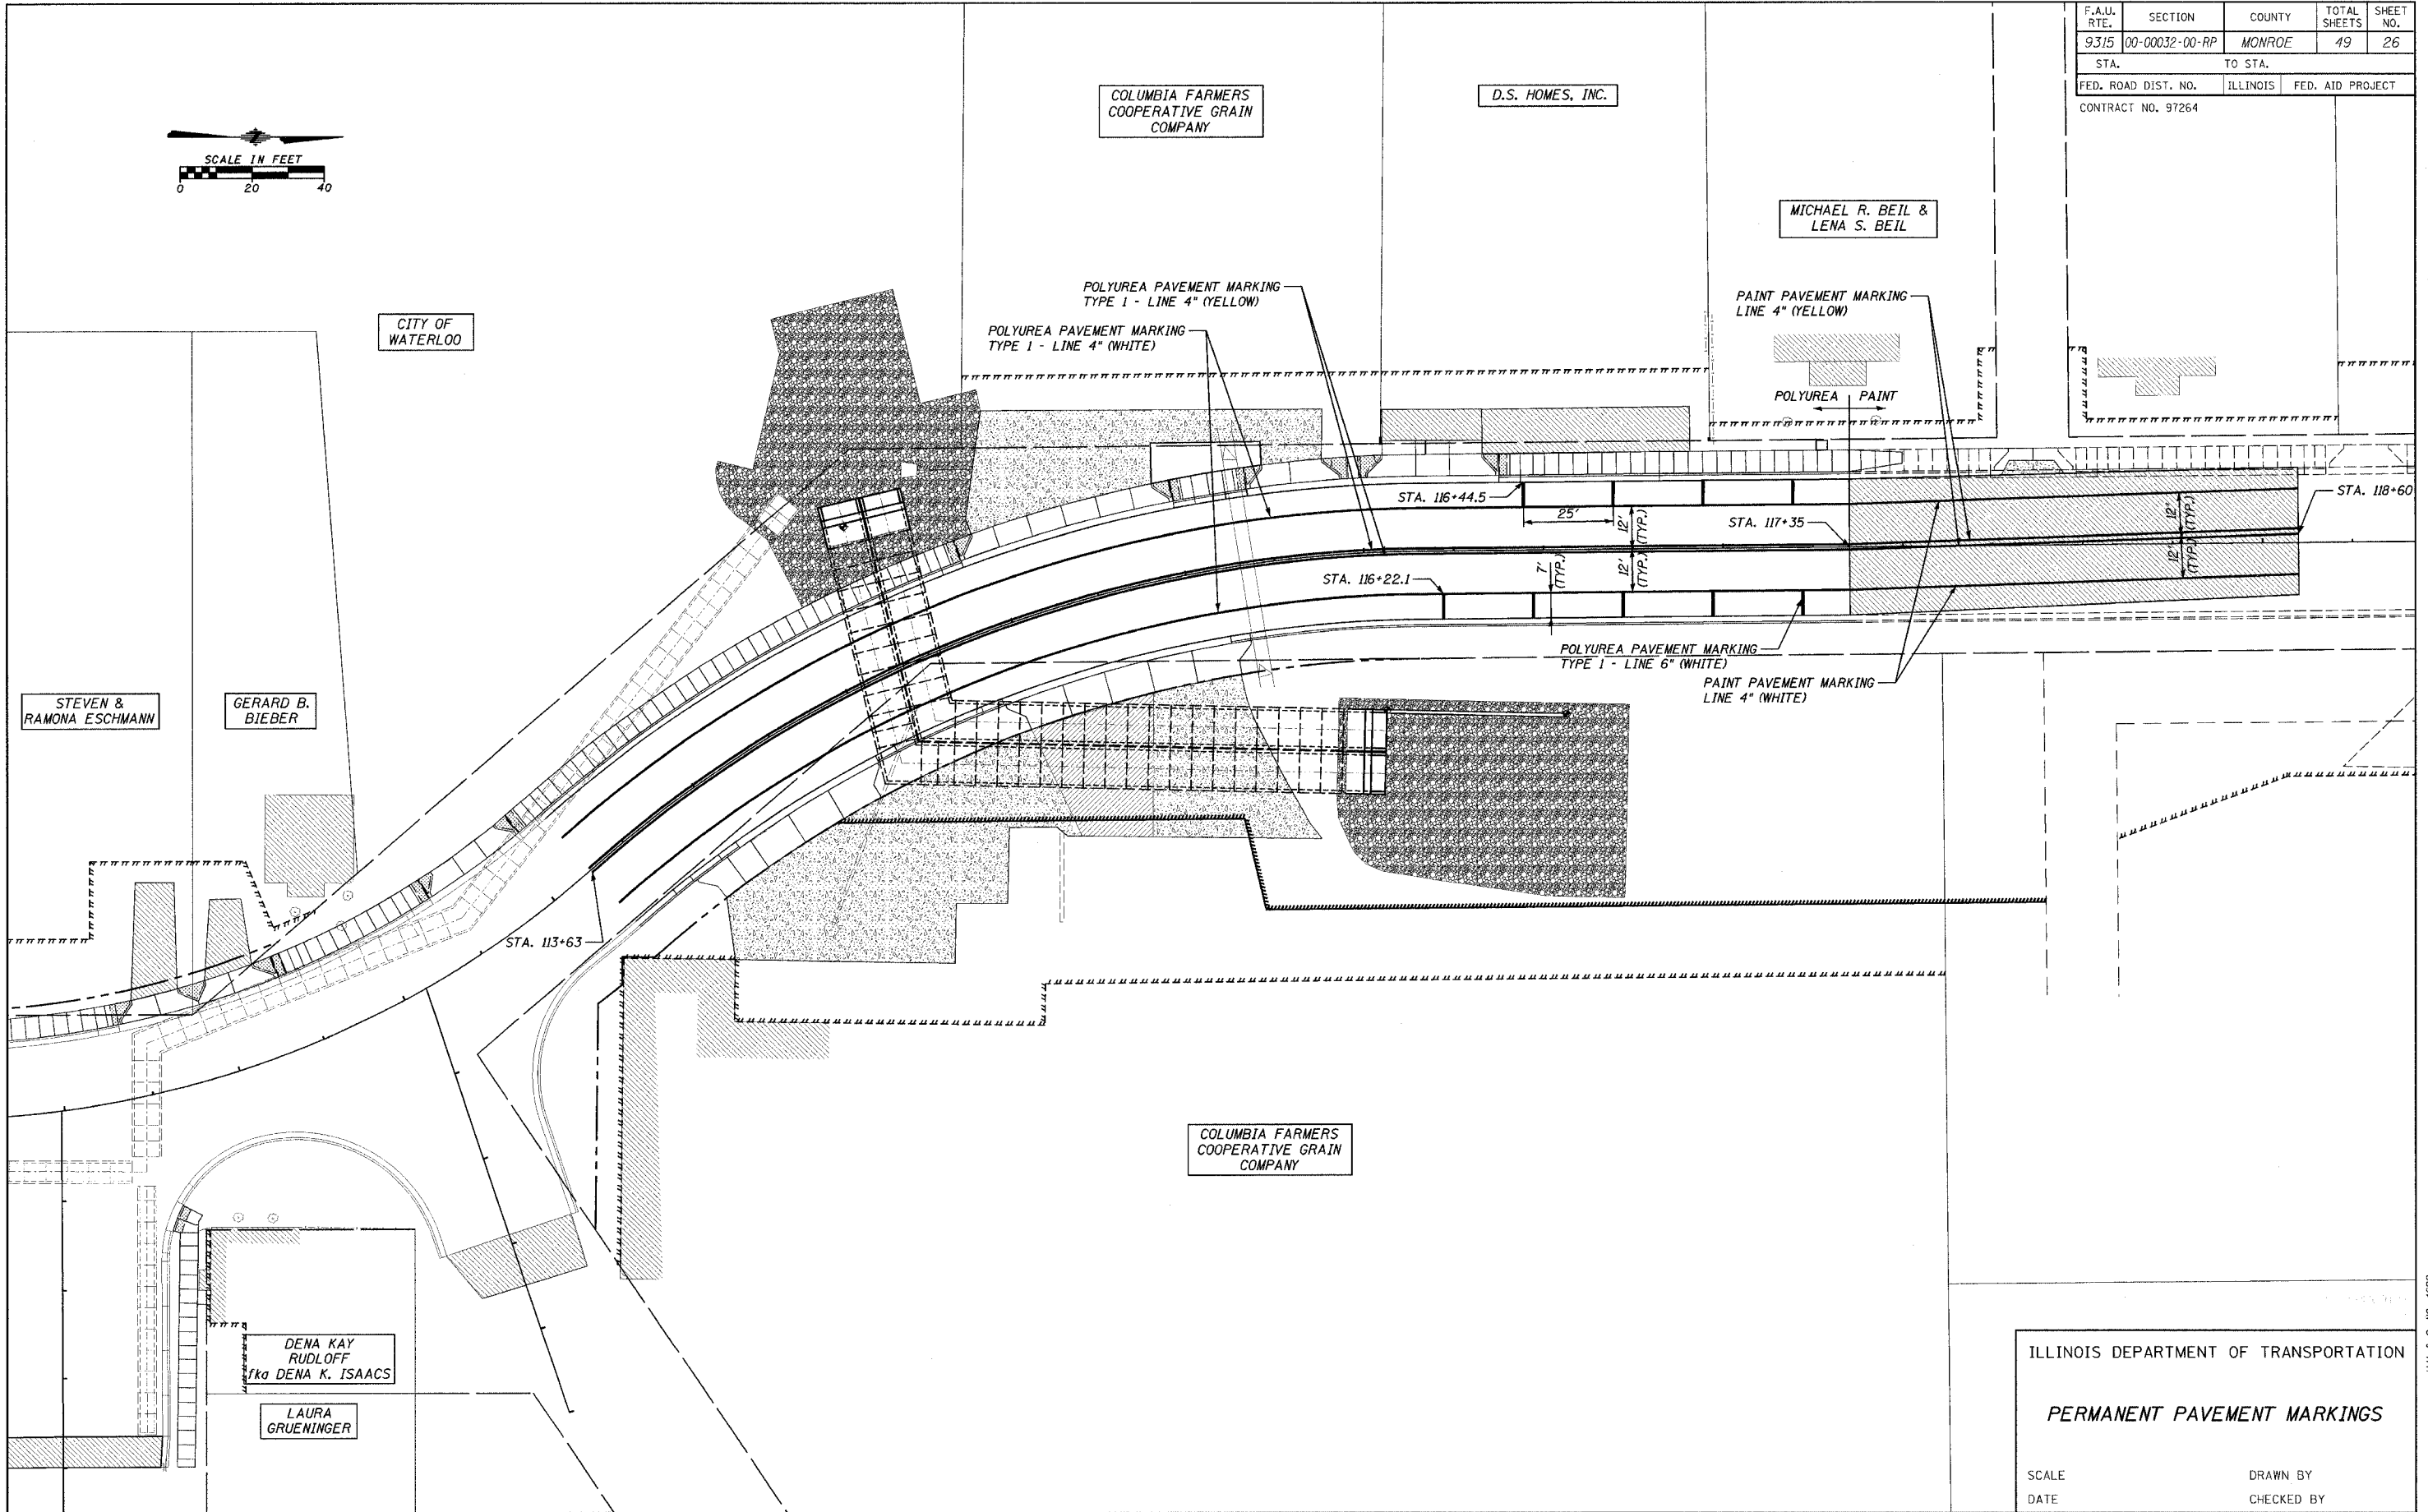 F.A.U. RTE. SECTION COUNTY TOTAL SHEETS SHEET NO.
9315 00-00032-00-RP MONROE 49 26
STA. TO STA.
FED. ROAD DIST. NO. ILLINOIS FED. AID PROJECT
CONTRACT NO. 97264
COLUMBIA FARMERS
COOPERATIVE GRAIN
COMPANY
D.S. HOMES, INC.
SCALE IN FEET
0 20 40
MICHAEL R. BEIL &
LENA S. BEIL
CITY OF
WATERLOO
POLYUREA PAVEMENT MARKING
TYPE 1 - LINE 4" (YELLOW)
POLYUREA PAVEMENT MARKING
TYPE 1 - LINE 4" (WHITE)
PAINT PAVEMENT MARKING
LINE 4" (YELLOW)
POLYUREA PAINT
STA. 116+44.5
25'
12'
(TYP.)
STA. 117+35
12'
(TYP.)
STA. 118+60
STA. 116+22.1
7'
(TYP.)
12'
(TYP.)
12'
(TYP.)
POLYUREA PAVEMENT MARKING
TYPE 1 - LINE 6" (WHITE)
PAINT PAVEMENT MARKING
LINE 4" (WHITE)
STEVEN &
RAMONA ESCHMANN
GERARD B.
BIEBER
STA. 113+63
COLUMBIA FARMERS
COOPERATIVE GRAIN
COMPANY
DENA KAY
RUDLOFF
fka DENA K. ISAACS
LAURA
GRUENINGER
ILLINOIS DEPARTMENT OF TRANSPORTATION
PERMANENT PAVEMENT MARKINGS
SCALE DRAWN BY
DATE CHECKED BY